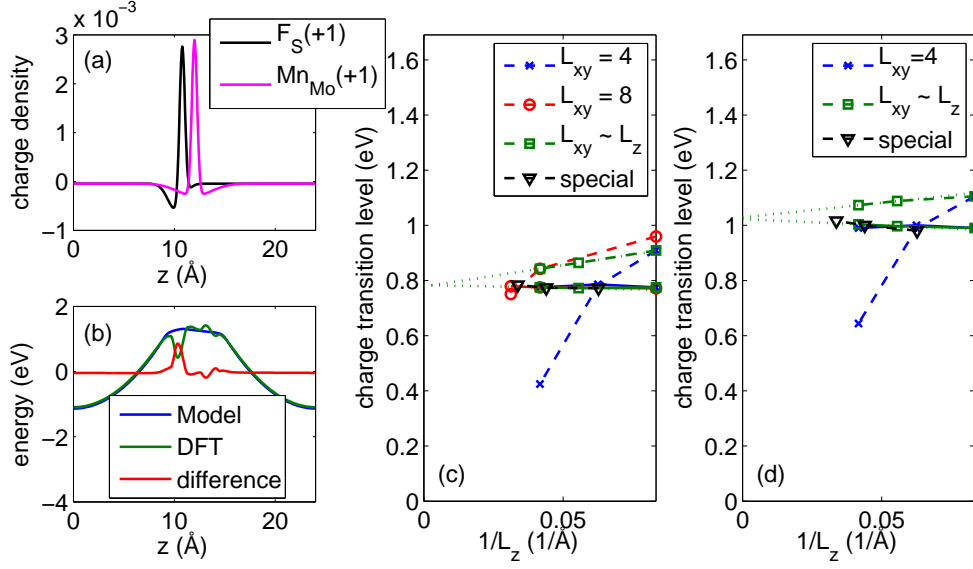 x 10⁻³
3
2
1
0
−1
charge density
(a)
F_S(+1)
Mn_Mo(+1)
0 10 20
z (Å)
2
0
−2
−4
energy (eV)
(b)
Model
DFT
difference
0 10 20
z (Å)
1.6
1.4
1.2
1
0.8
0.6
0.4
0.2
0
charge transition level (eV)
L_xy = 4
L_xy = 8
L_xy ~ L_z
special
(c)
0 0.05
1/L_z (1/Å)
1.6
1.4
1.2
1
0.8
0.6
0.4
0.2
0
charge transition level (eV)
L_xy=4
L_xy ~ L_z
special
(d)
0 0.05
1/L_z (1/Å)